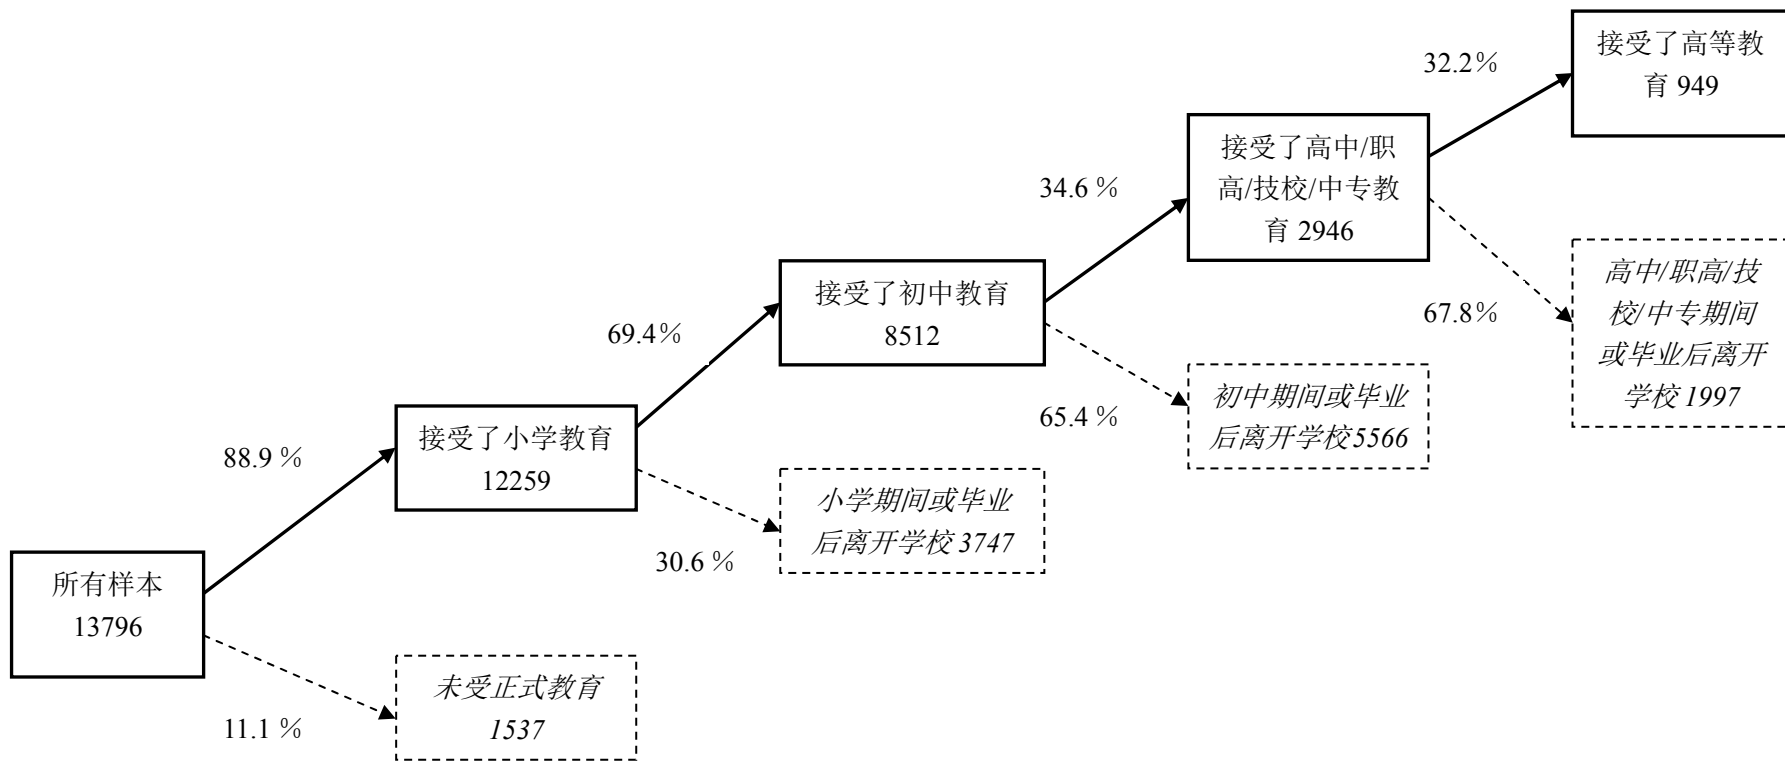 所有样本
13796
88.9 %
11.1 %
接受了小学教育
12259
未受正式教育
1537
69.4%
30.6 %
接受了初中教育
8512
小学期间或毕业
后离开学校 3747
34.6 %
65.4 %
接受了高中/职
高/技校/中专教
育 2946
初中期间或毕业
后离开学校5566
32.2%
67.8%
接受了高等教
育 949
高中/职高/技
校/中专期间
或毕业后离开
学校 1997